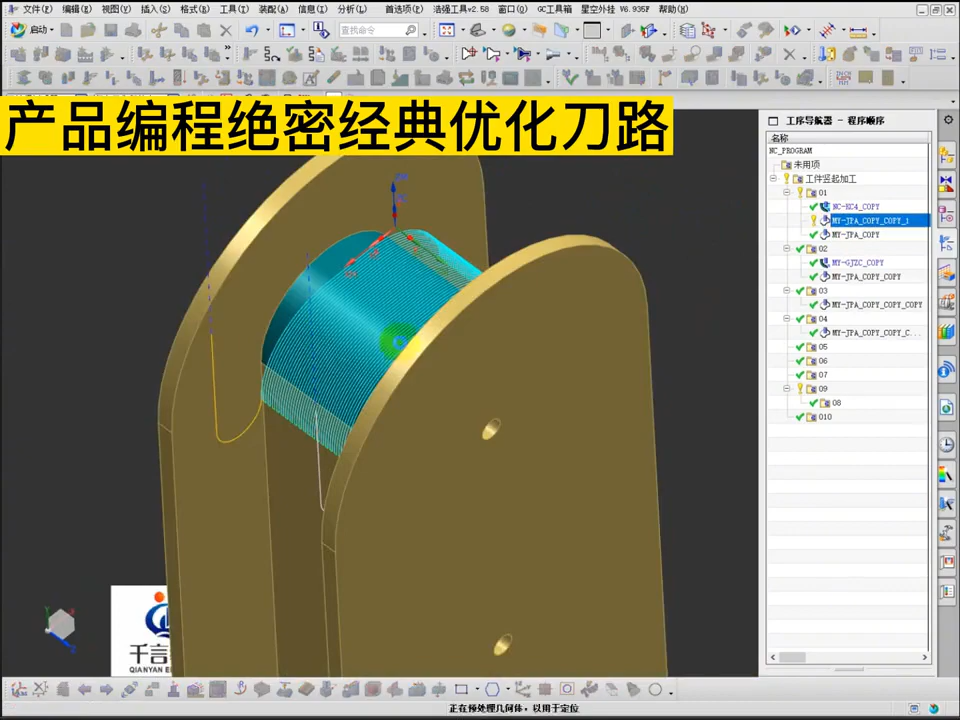 文件(F) 编辑(E) 视图(V) 插入(S) 格式(R) 工具(T) 装配(A) 信息(I) 分析(L) 首选项(P) 浩强工具v2.58 窗口(O) GC工具箱 星空外挂 V6.935F 帮助(H)
启动
查找命令
产品编程绝密经典优化刀路
工序导航器 - 程序顺序
名称
NC_PROGRAM
未用项
工件竖起加工
01
NC-KC4_COPY
MY-JPA_COPY_COPY_1
MY-JPA_COPY
02
MY-GJZC_COPY
MY-JPA_COPY_COPY
03
MY-JPA_COPY_COPY_COPY
04
MY-JPA_COPY_COPY_C...
05
06
07
09
08
010
千言
QIANYAN
正在预处理几何体，以用于定位